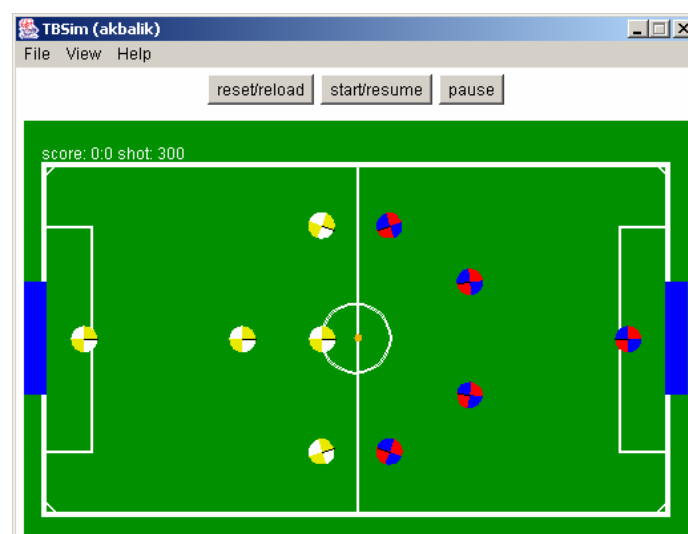 TBSim (akbalik)
File View Help
reset/reload start/resume pause
score: 0:0 shot: 300